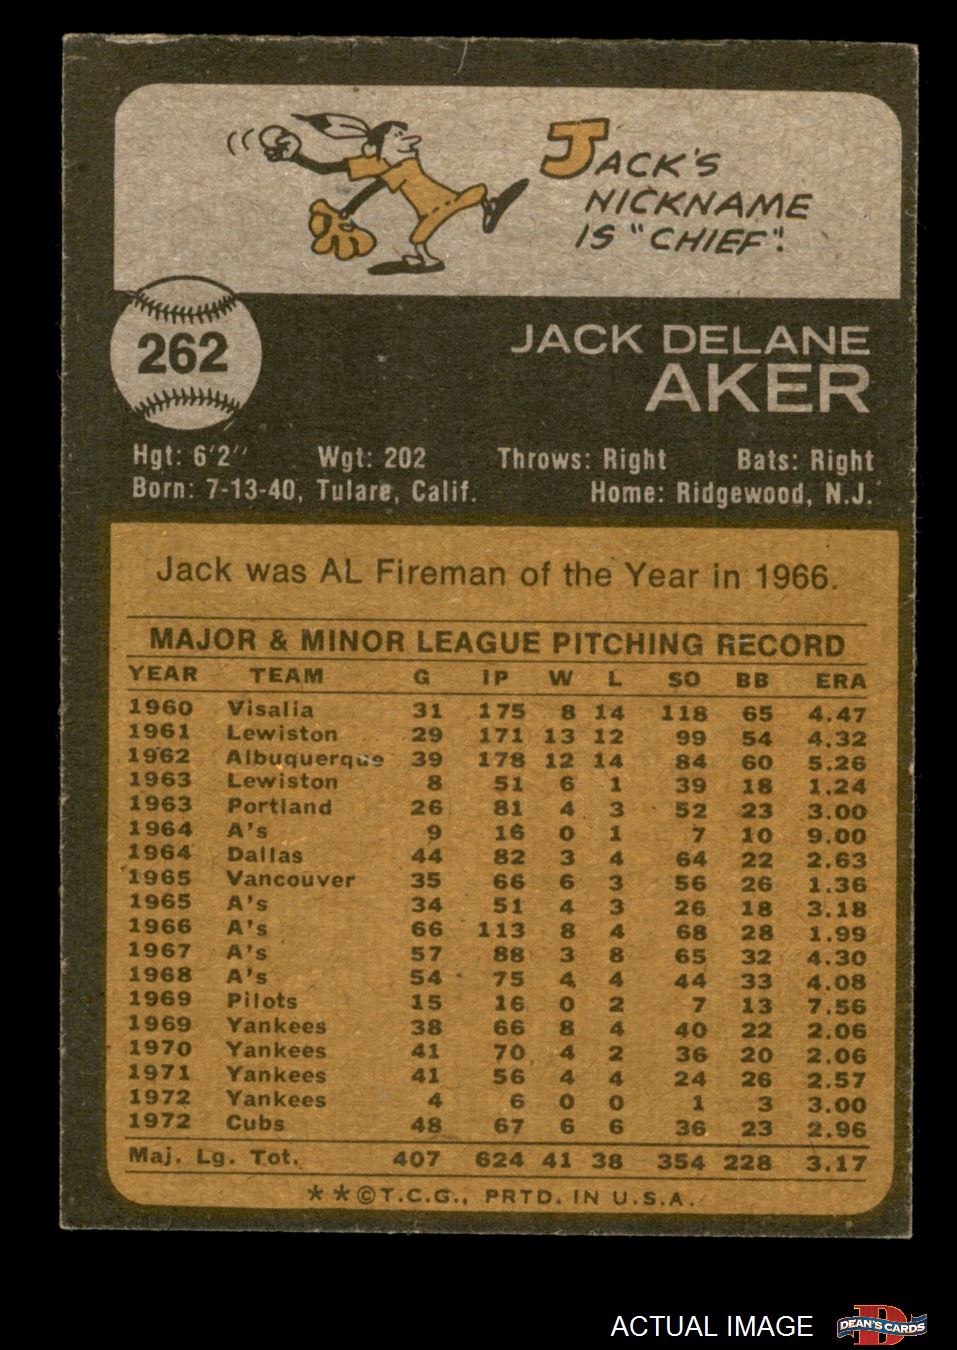 JACK'S
NICKNAME
IS "CHIEF".
262
JACK DELANE
AKER
Hgt: 6'2" Wgt: 202 Throws: Right Bats: Right
Born: 7-13-40, Tulare, Calif. Home: Ridgewood, N.J.
Jack was AL Fireman of the Year in 1966.
MAJOR & MINOR LEAGUE PITCHING RECORD
YEAR TEAM G IP W L SO BB ERA
1960 Visalia 31 175 8 14 118 65 4.47
1961 Lewiston 29 171 13 12 99 54 4.32
1962 Albuquerque 39 178 12 14 84 60 5.26
1963 Lewiston 8 51 6 1 39 18 1.24
1963 Portland 26 81 4 3 52 23 3.00
1964 A's 9 16 0 1 7 10 9.00
1964 Dallas 44 82 3 4 64 22 2.63
1965 Vancouver 35 66 6 3 56 26 1.36
1965 A's 34 51 4 3 26 18 3.18
1966 A's 66 113 8 4 68 28 1.99
1967 A's 57 88 3 8 65 32 4.30
1968 A's 54 75 4 4 44 33 4.08
1969 Pilots 15 16 0 2 7 13 7.56
1969 Yankees 38 66 8 4 40 22 2.06
1970 Yankees 41 70 4 2 36 20 2.06
1971 Yankees 41 56 4 4 24 26 2.57
1972 Yankees 4 6 0 0 1 3 3.00
1972 Cubs 48 67 6 6 36 23 2.96
Maj. Lg. Tot. 407 624 41 38 354 228 3.17
**©T.C.G., PRTD. IN U.S.A.
ACTUAL IMAGE
D
DEAN'S CARDS